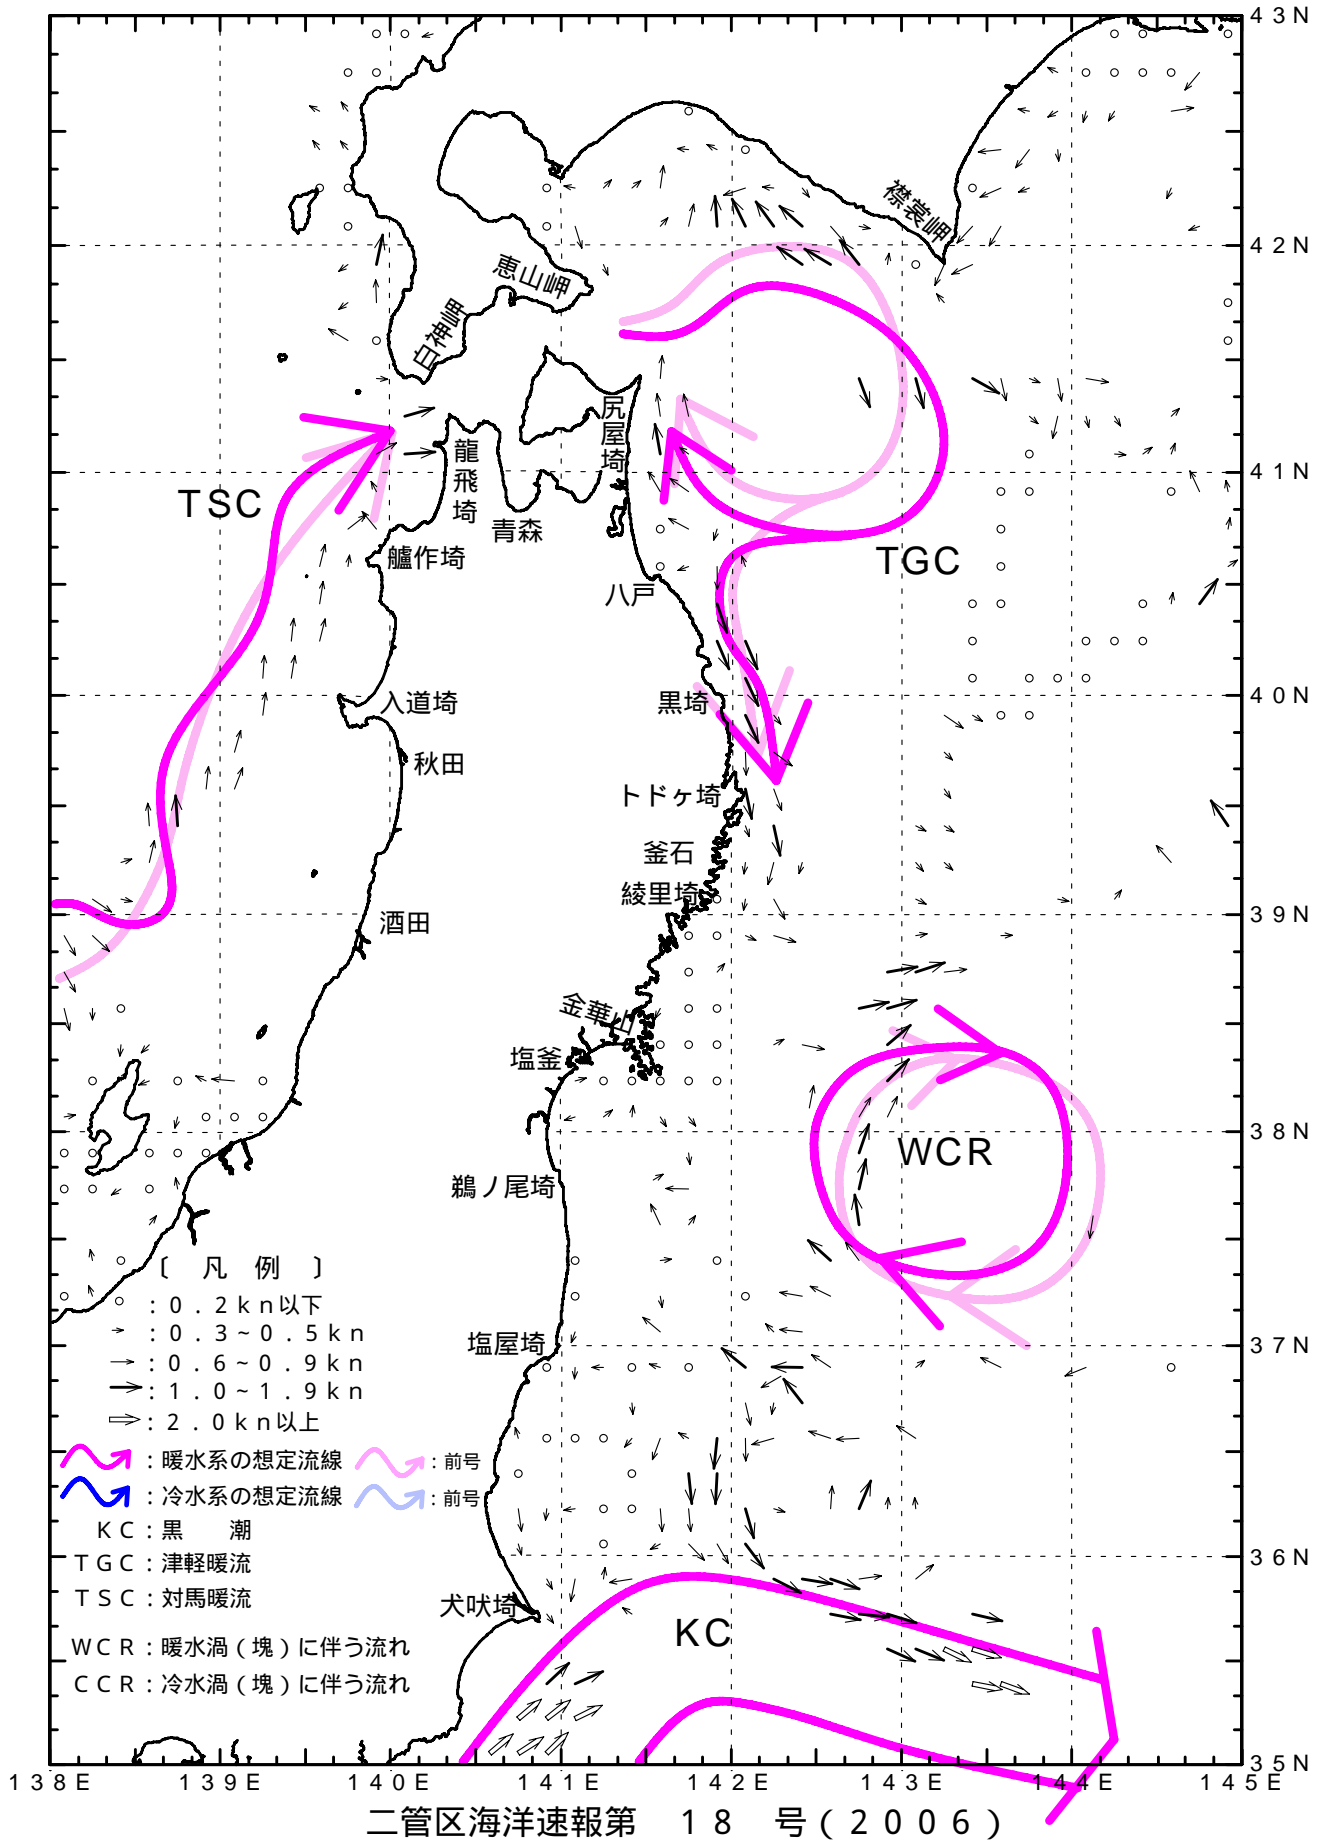 43N
襟裳岬
42N
恵山岬
白神岬
尻屋埼
龍飛埼
41N
TSC
青森
TGC
艫作埼
八戸
40N
入道埼
黒埼
秋田
トドヶ埼
釜石
綾里埼
39N
酒田
金華山
塩釜
38N
WCR
鵜ノ尾埼
〔 凡 例 〕
:0.2kn以下
:0.3~0.5kn
塩屋埼
37N
:0.6~0.9kn
:1.0~1.9kn
:2.0kn以上
:暖水系の想定流線 :前号
:冷水系の想定流線 :前号
KC:黒 潮
TGC:津軽暖流
36N
TSC:対馬暖流
犬吠埼
KC
WCR:暖水渦(塊)に伴う流れ
CCR:冷水渦(塊)に伴う流れ
35N
138E 139E 140E 141E 142E 143E 144E 145E
二管区海洋速報第 18 号(2006)